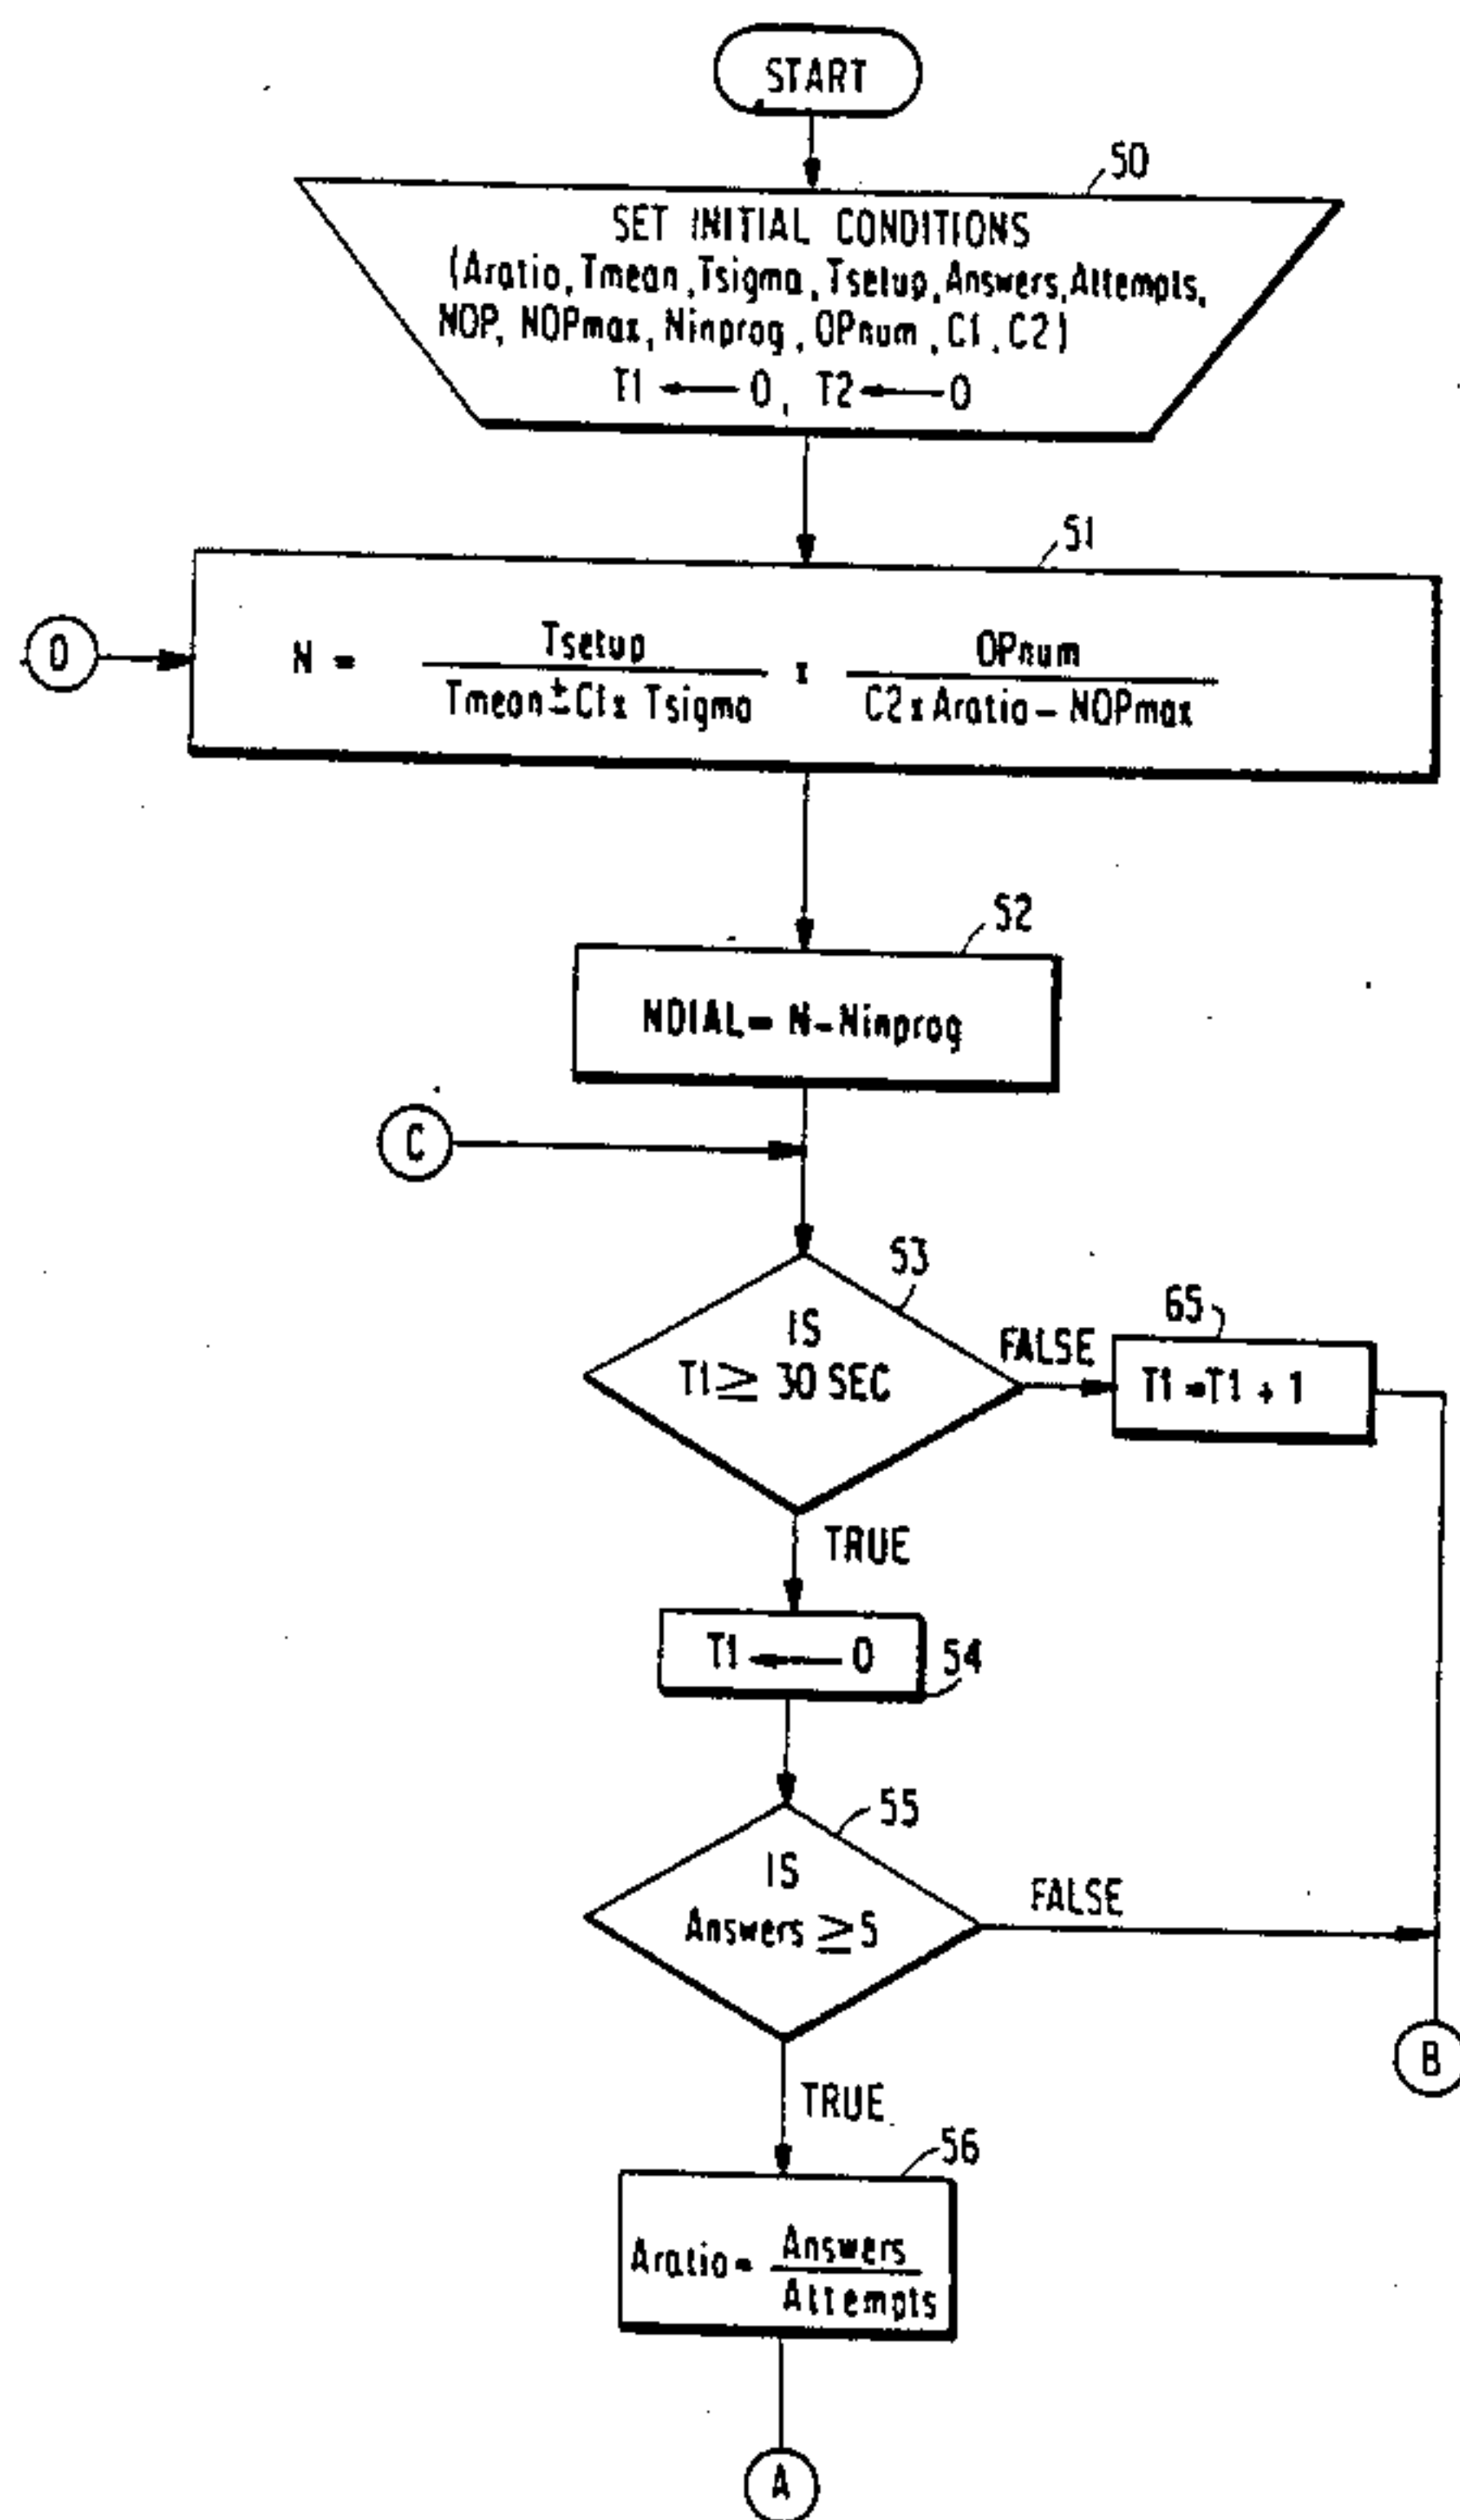 START
50
SET INITIAL CONDITIONS
(Aratio, Tmean, Tsigma, Tsetup, Answers, Attempts,
NOP, NOPmax, Ninprog, OPnum, C1, C2)
T1 ← 0, T2 ← 0
51
D
N = Tsetup / Tmean ± C1 x Tsigma x OPnum / C2 x Aratio - NOPmax
52
NDIAL = N - Ninprog
C
53
IS
T1 ≥ 30 SEC
FALSE
65
T1 = T1 + 1
TRUE
T1 ← 0
54
55
IS
Answers ≥ 5
FALSE
B
TRUE
56
Aratio = Answers / Attempts
A